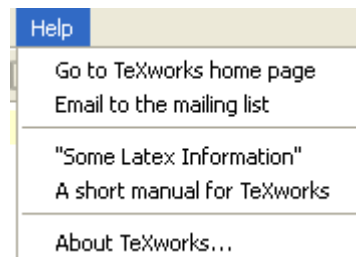 Help
Go to TeXworks home page
Email to the mailing list
"Some Latex Information"
A short manual for TeXworks
About TeXworks...